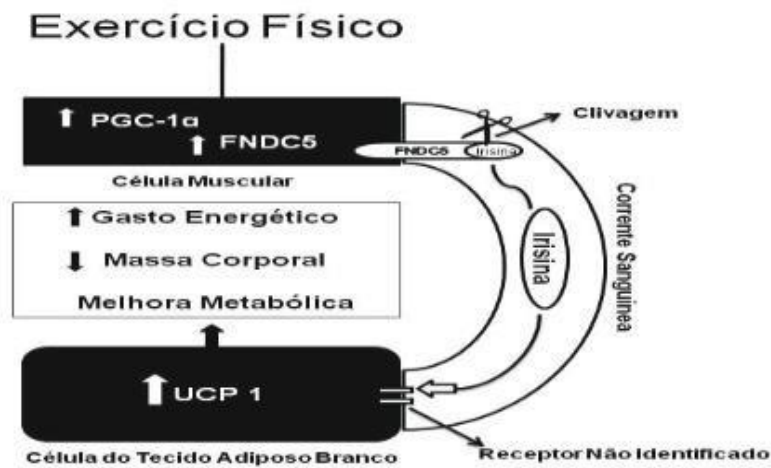 Exercício Físico
PGC-1α
FNDC5
FNDC5
Irisina
Clivagem
Célula Muscular
Gasto Energético
Massa Corporal
Melhora Metabólica
Irisina
Corrente Sanguinea
UCP 1
Célula do Tecido Adiposo Branco
Receptor Não Identificado